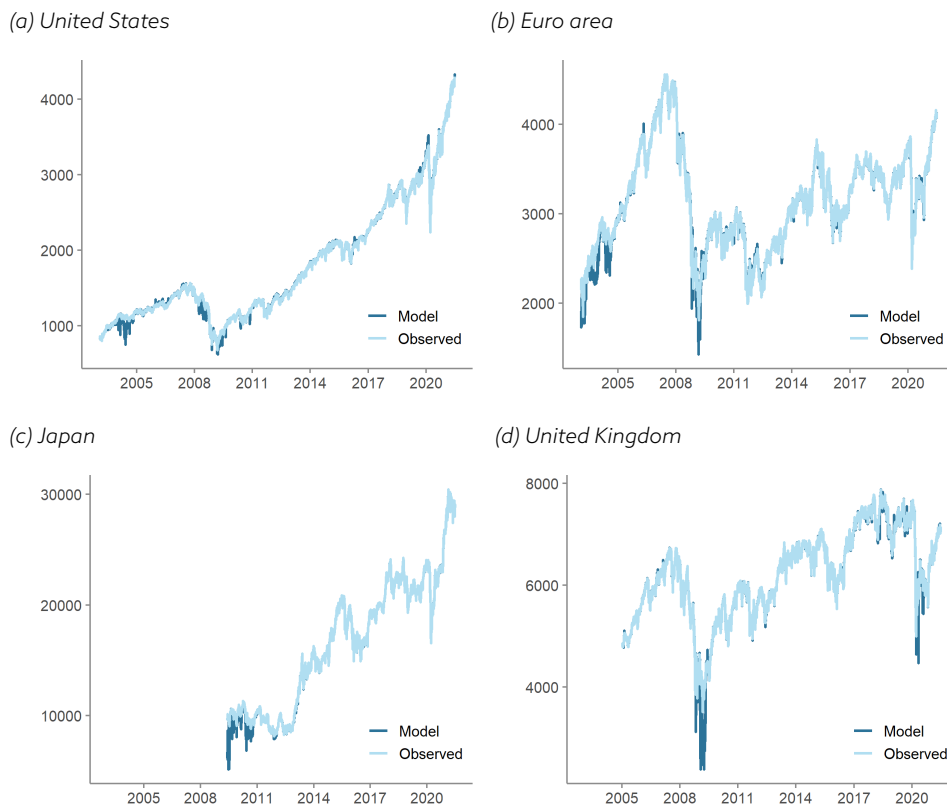 (a) United States
(b) Euro area
4000
3000
2000
1000
Model
Observed
2005 2008 2011 2014 2017 2020
4000
3000
2000
Model
Observed
2005 2008 2011 2014 2017 2020
(c) Japan
(d) United Kingdom
30000
20000
10000
Model
Observed
2005 2008 2011 2014 2017 2020
8000
6000
4000
Model
Observed
2005 2008 2011 2014 2017 2020